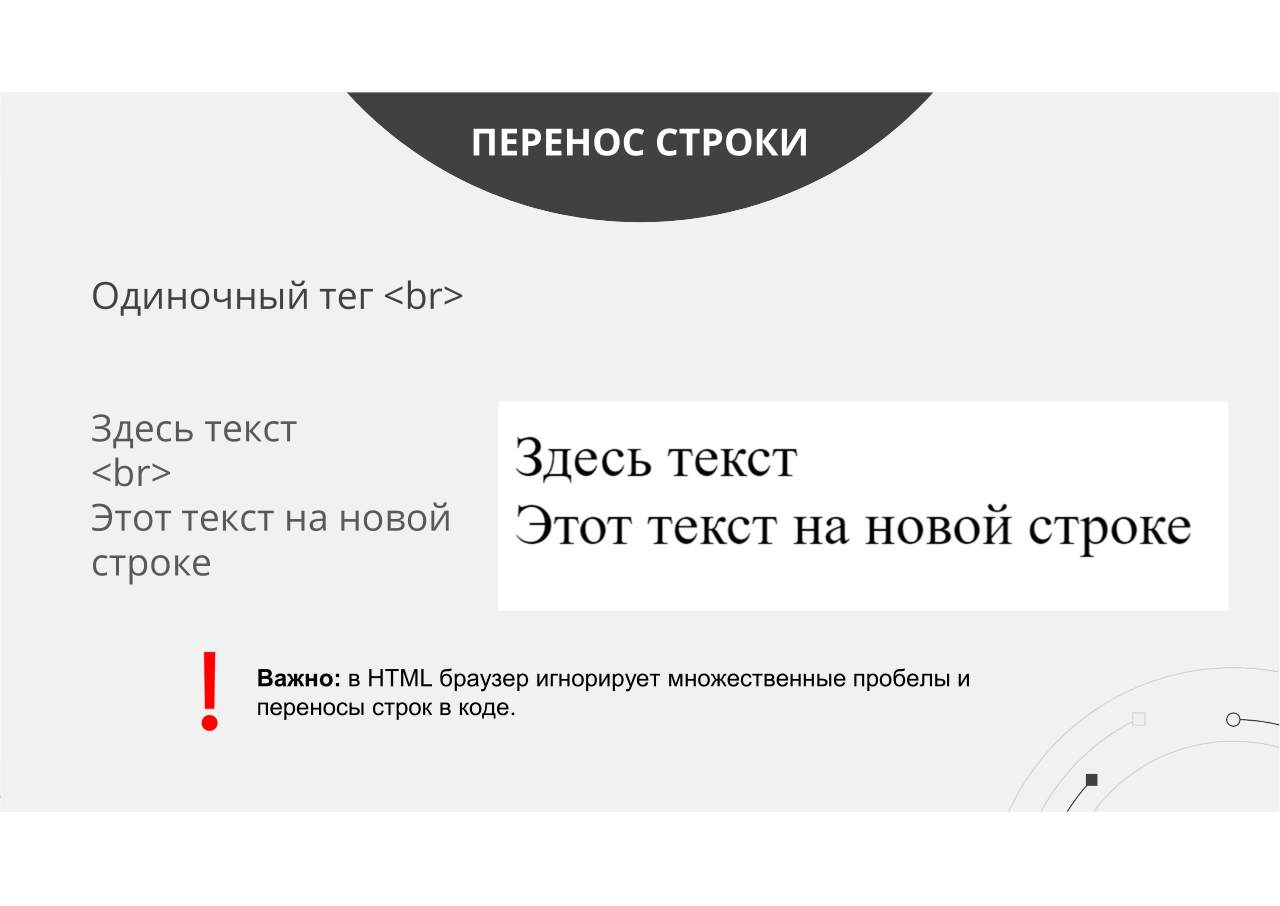 ПЕРЕНОС СТРОКИ
Одиночный тег <br>
Здесь текст
<br>
Этот текст на новой
строке
Здесь текст
Этот текст на новой строке
! Важно: в HTML браузер игнорирует множественные пробелы и
переносы строк в коде.